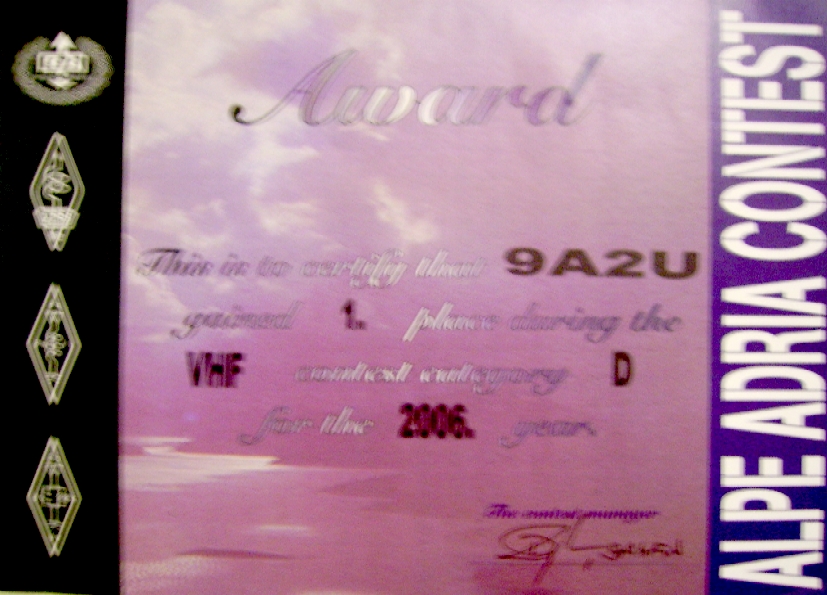 Award
This is to certify that 9A2U
gained 1. place during the
VHF contest category D
for the 2006. year.
The contest manager
ALPE ADRIA CONTEST